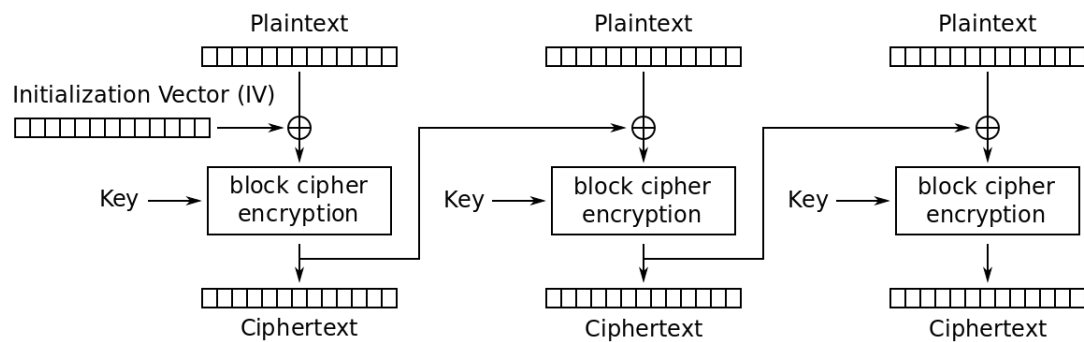 Plaintext
Plaintext
Plaintext
Initialization Vector (IV)
Key
block cipher
encryption
Key
block cipher
encryption
Key
block cipher
encryption
Ciphertext
Ciphertext
Ciphertext